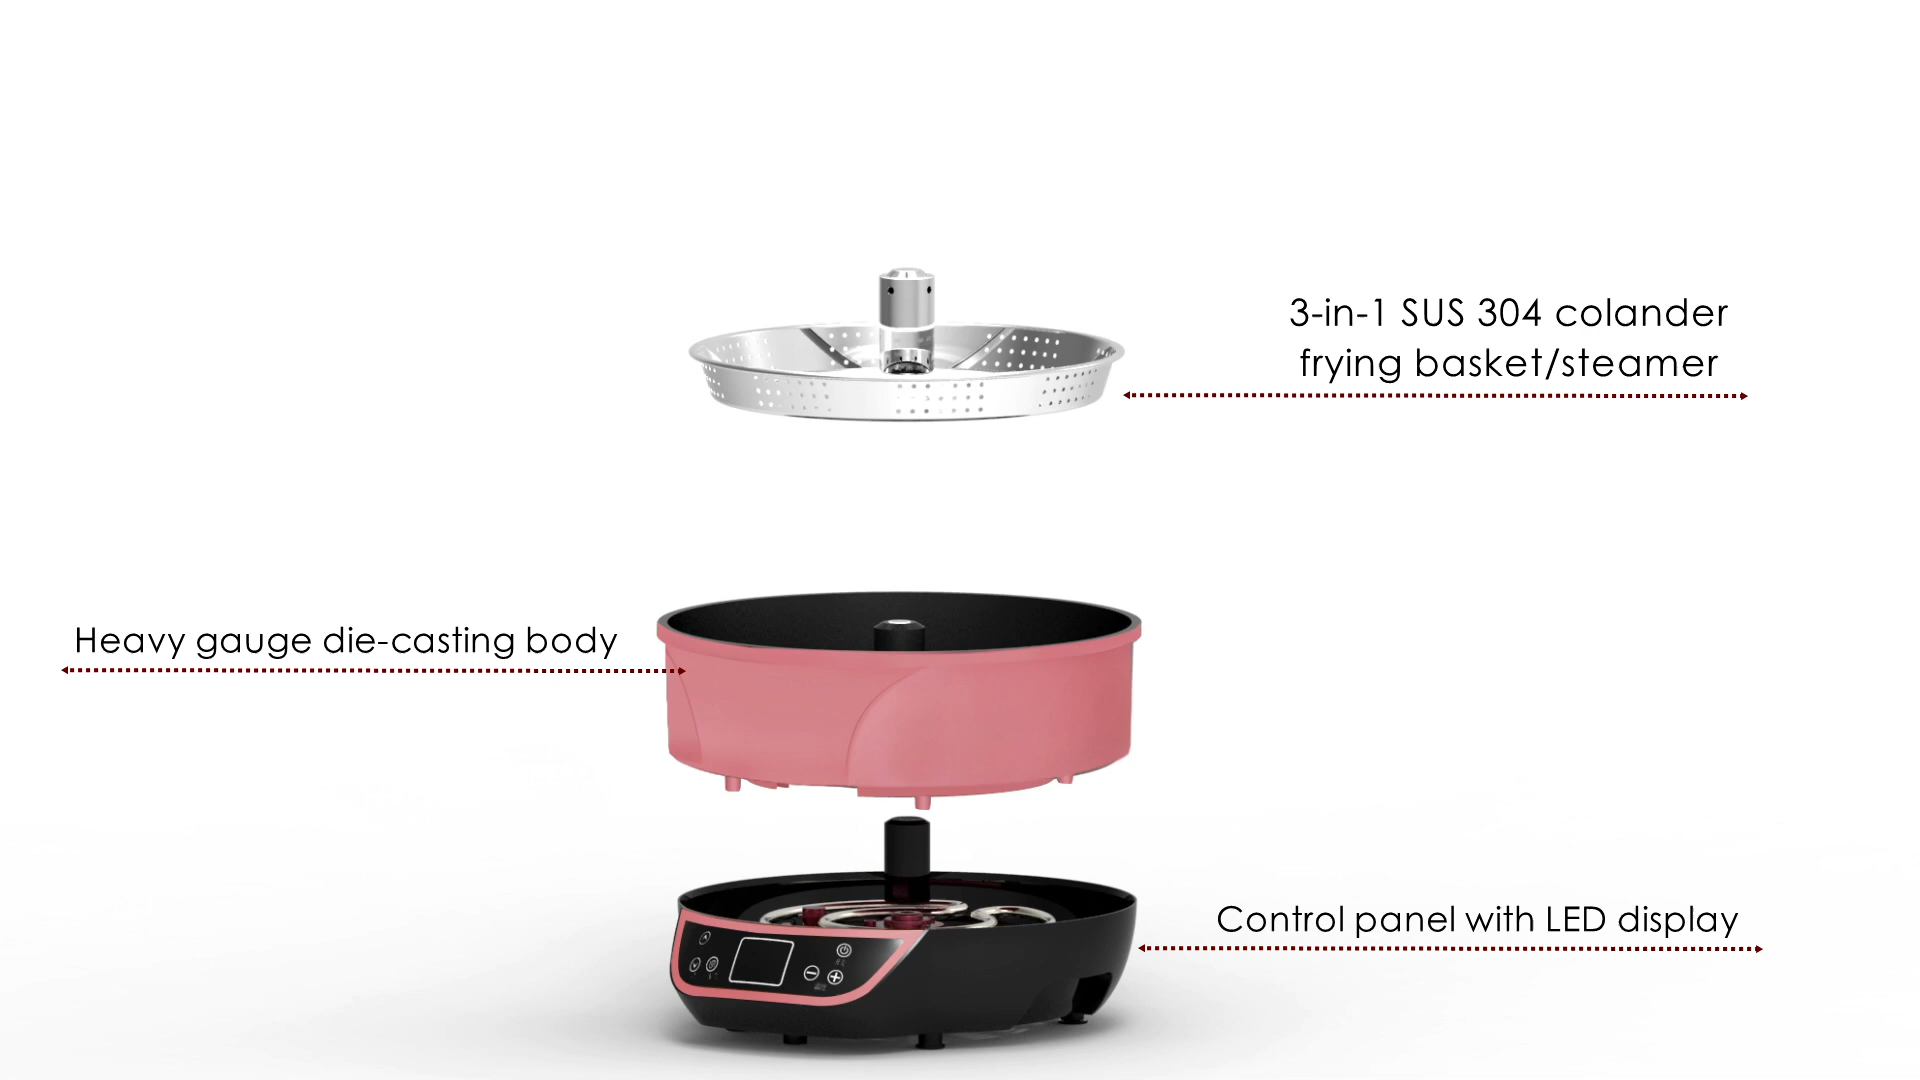 3-in-1 SUS 304 colander
frying basket/steamer
Heavy gauge die-casting body
Control panel with LED display